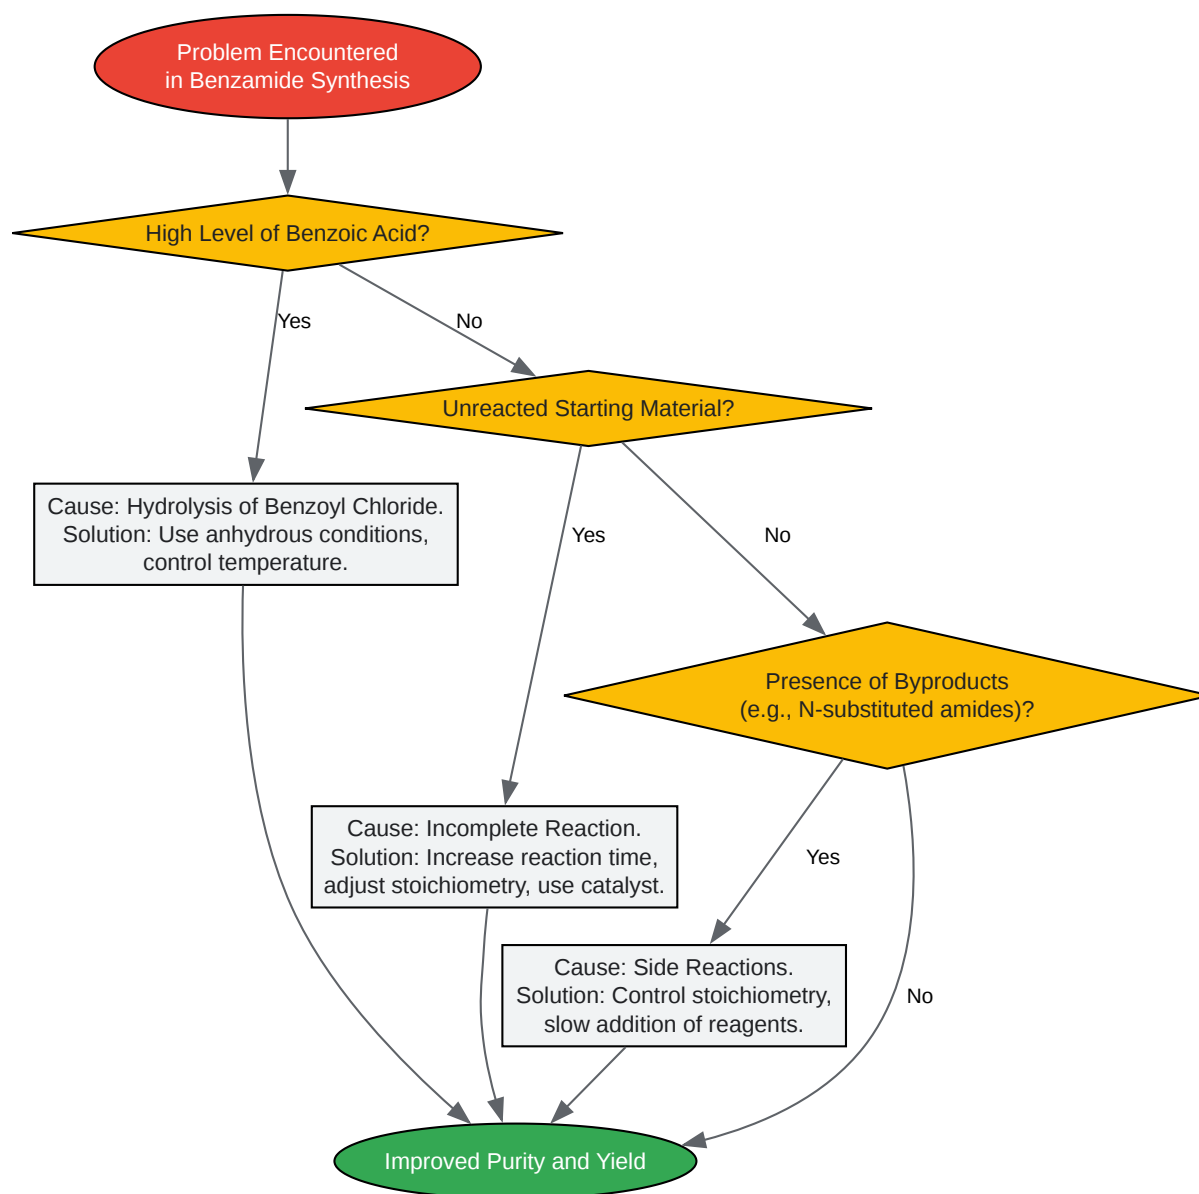 Problem Encountered
in Benzamide Synthesis
High Level of Benzoic Acid?
Yes
No
Unreacted Starting Material?
Cause: Hydrolysis of Benzoyl Chloride.
Solution: Use anhydrous conditions,
control temperature.
Yes
No
Presence of Byproducts
(e.g., N-substituted amides)?
Cause: Incomplete Reaction.
Solution: Increase reaction time,
adjust stoichiometry, use catalyst.
Yes
Cause: Side Reactions.
Solution: Control stoichiometry,
slow addition of reagents.
No
Improved Purity and Yield